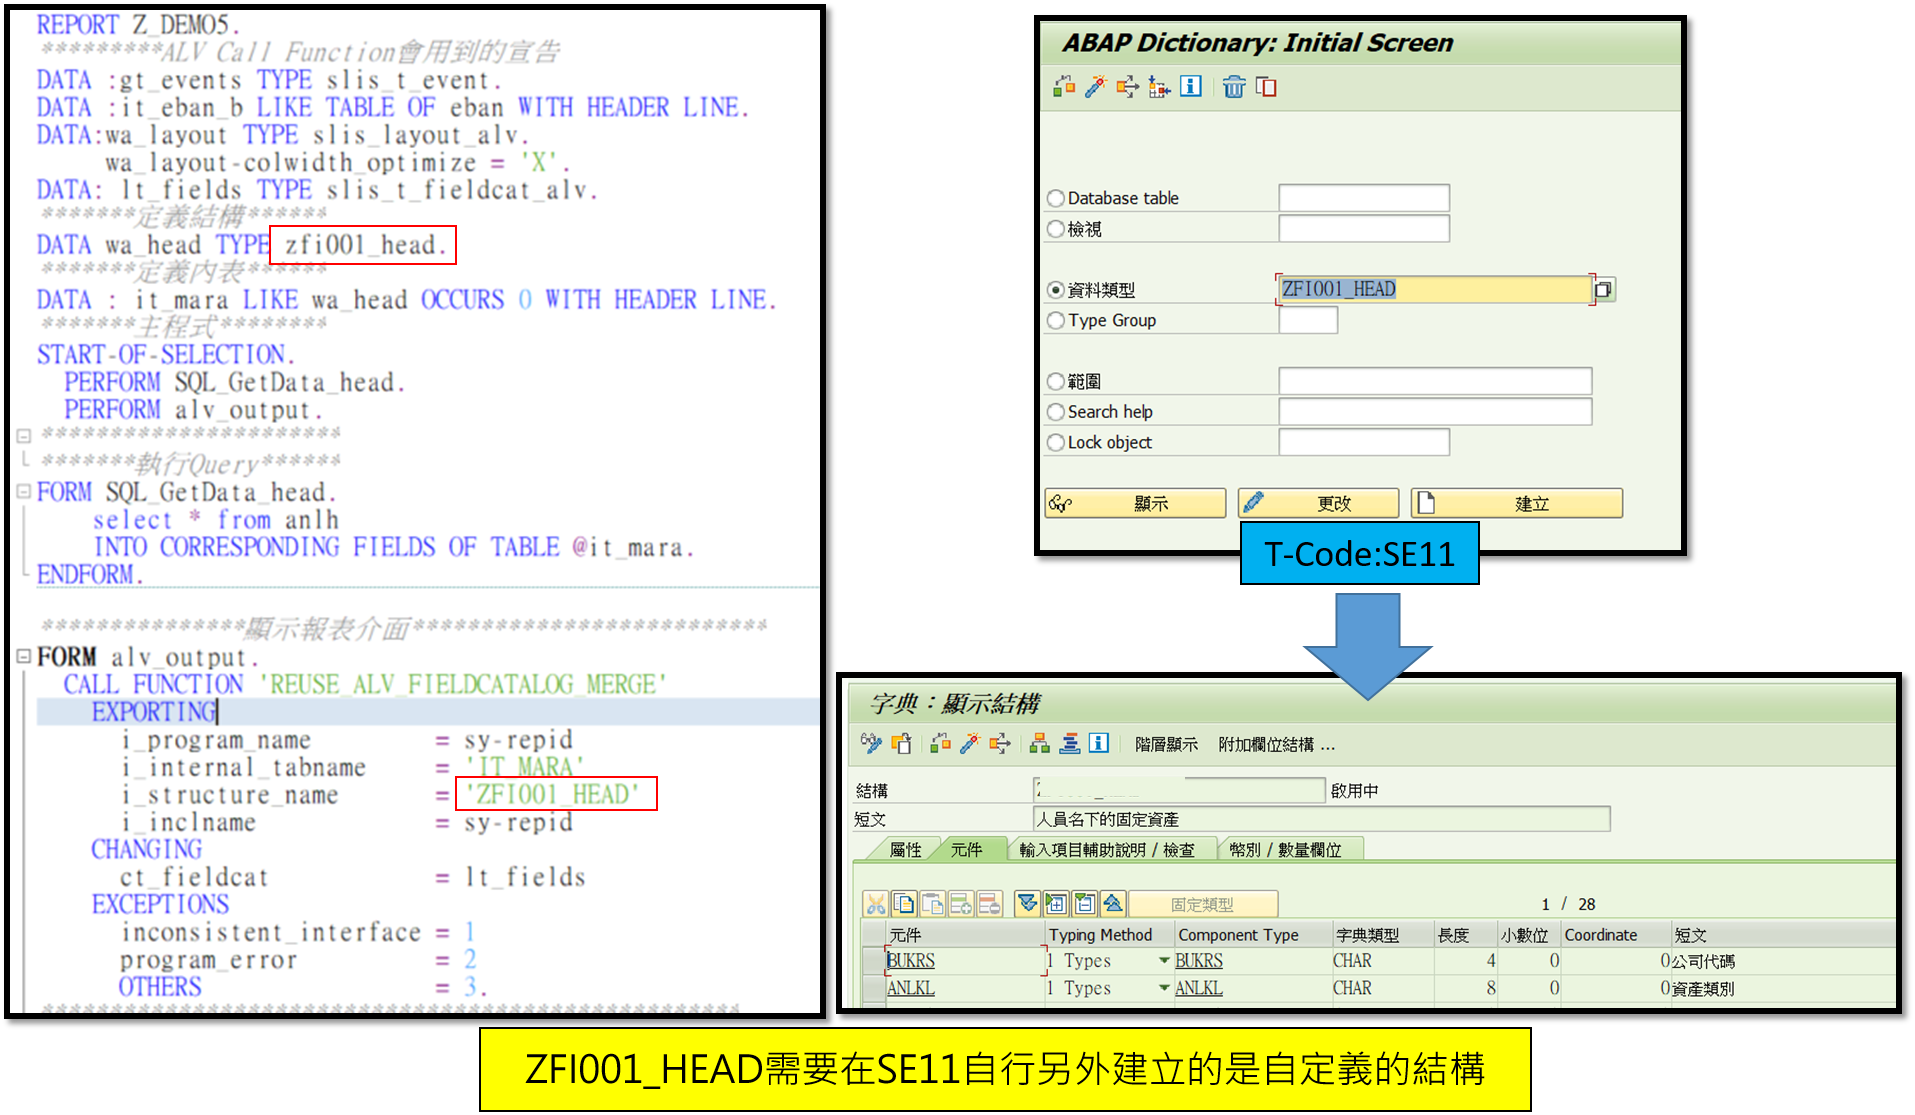 REPORT Z_DEMO5.
*********ALV Call Function會用到的宣告
DATA :gt_events TYPE slis_t_event.
DATA :it_eban_b LIKE TABLE OF eban WITH HEADER LINE.
DATA:wa_layout TYPE slis_layout_alv.
wa_layout-colwidth_optimize = 'X'.
DATA: lt_fields TYPE slis_t_fieldcat_alv.
*******定義結構******
DATA wa_head TYPE zfi001_head.
*******定義內表******
DATA : it_mara LIKE wa_head OCCURS 0 WITH HEADER LINE.
*******主程式********
START-OF-SELECTION.
PERFORM SQL_GetData_head.
PERFORM alv_output.
**********************
*******執行Query******
FORM SQL_GetData_head.
select * from anlh
INTO CORRESPONDING FIELDS OF TABLE @it_mara.
ENDFORM.
***************顯示報表介面**************************
FORM alv_output.
CALL FUNCTION 'REUSE_ALV_FIELDCATALOG_MERGE'
EXPORTING
i_program_name = sy-repid
i_internal_tabname = 'IT_MARA'
i_structure_name = 'ZFI001_HEAD'
i_inclname = sy-repid
CHANGING
ct_fieldcat = lt_fields
EXCEPTIONS
inconsistent_interface = 1
program_error = 2
OTHERS = 3.
ABAP Dictionary: Initial Screen
Database table
檢視
資料類型 ZFI001_HEAD
Type Group
範圍
Search help
Lock object
顯示 更改 建立
T-Code:SE11
字典：顯示結構
階層顯示 附加欄位結構 ...
結構 啟用中
短文 人員名下的固定資產
屬性 元件 輸入項目輔助說明 / 檢查 幣別 / 數量欄位
固定類型 1 / 28
元件 Typing Method Component Type 字典類型 長度 小數位 Coordinate 短文
BUKRS 1 Types BUKRS CHAR 4 0 0公司代碼
ANLKL 1 Types ANLKL CHAR 8 0 0資產類別
ZFI001_HEAD需要在SE11自行另外建立的是自定義的結構